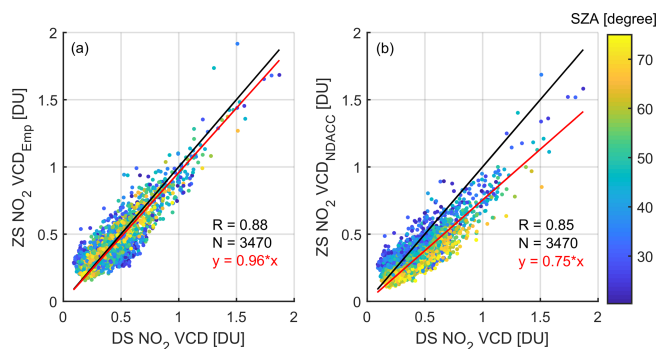 SZA [degree]
(a)
(b)
2
1.5
1
0.5
0
2
1.5
1
0.5
0
70
60
50
40
30
ZS NO2 VCDEmp [DU]
ZS NO2 VCDNDACC [DU]
R = 0.88
N = 3470
y = 0.96*x
R = 0.85
N = 3470
y = 0.75*x
0 0.5 1 1.5 2
0 0.5 1 1.5 2
DS NO2 VCD [DU]
DS NO2 VCD [DU]